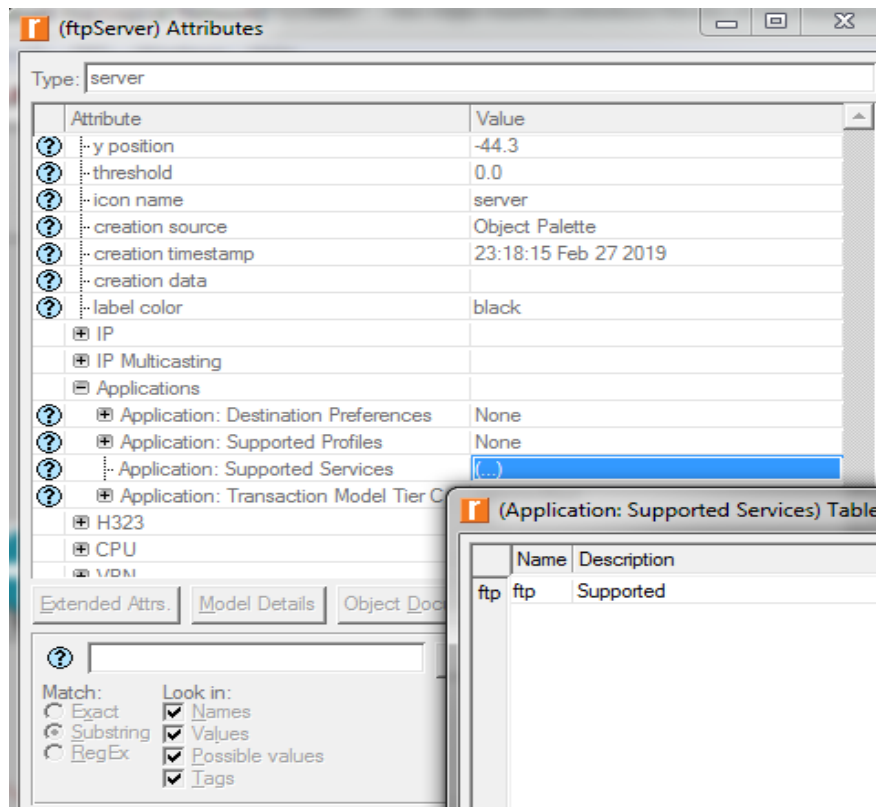 (ftpServer) Attributes
Type: server
Attribute Value
y position -44.3
threshold 0.0
icon name server
creation source Object Palette
creation timestamp 23:18:15 Feb 27 2019
creation data
label color black
IP
IP Multicasting
Applications
Application: Destination Preferences None
Application: Supported Profiles None
Application: Supported Services (...)
Application: Transaction Model Tier C
H323
CPU
VPN
(Application: Supported Services) Table
Name Description
ftp ftp Supported
Extended Attrs. Model Details Object Doc
Match: Look in:
Exact Names
Substring Values
RegEx Possible values
Tags